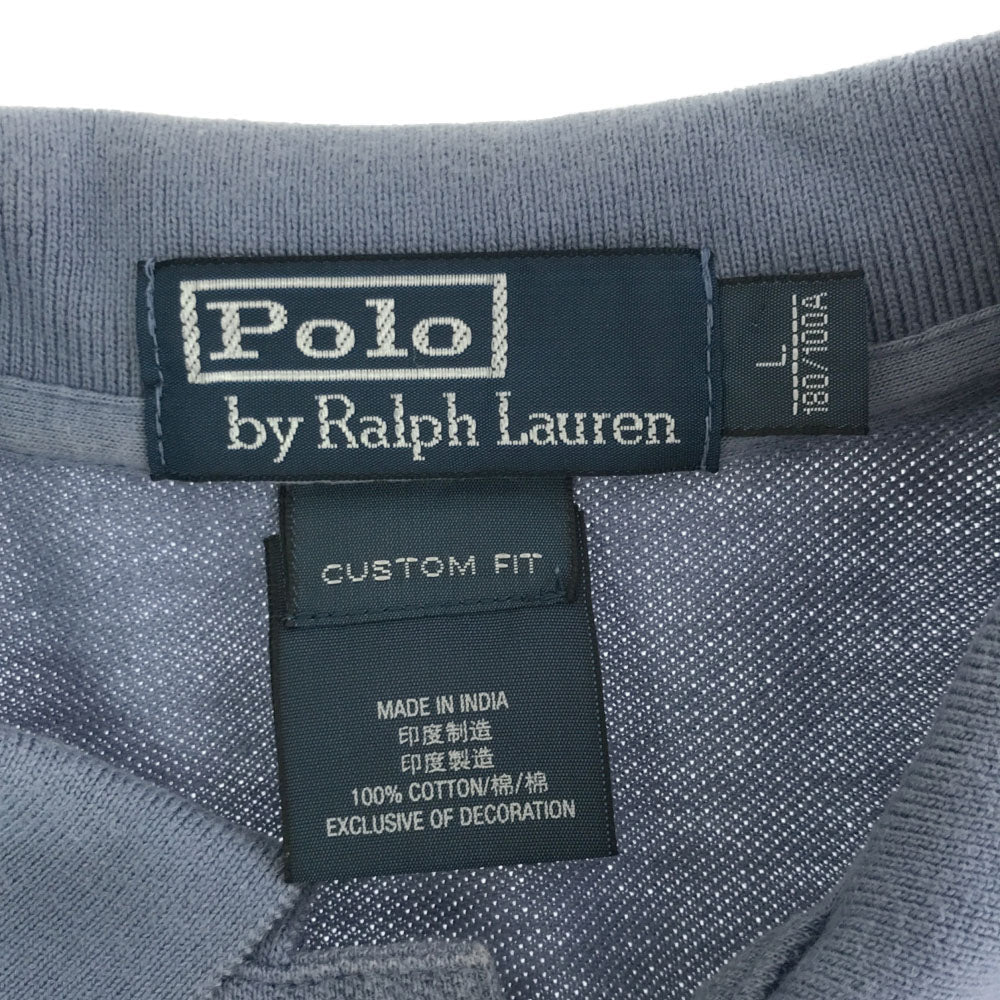 Polo
by Ralph Lauren
L
180/100A
CUSTOM FIT
MADE IN INDIA
印度制造
印度製造
100% COTTON/棉/棉
EXCLUSIVE OF DECORATION